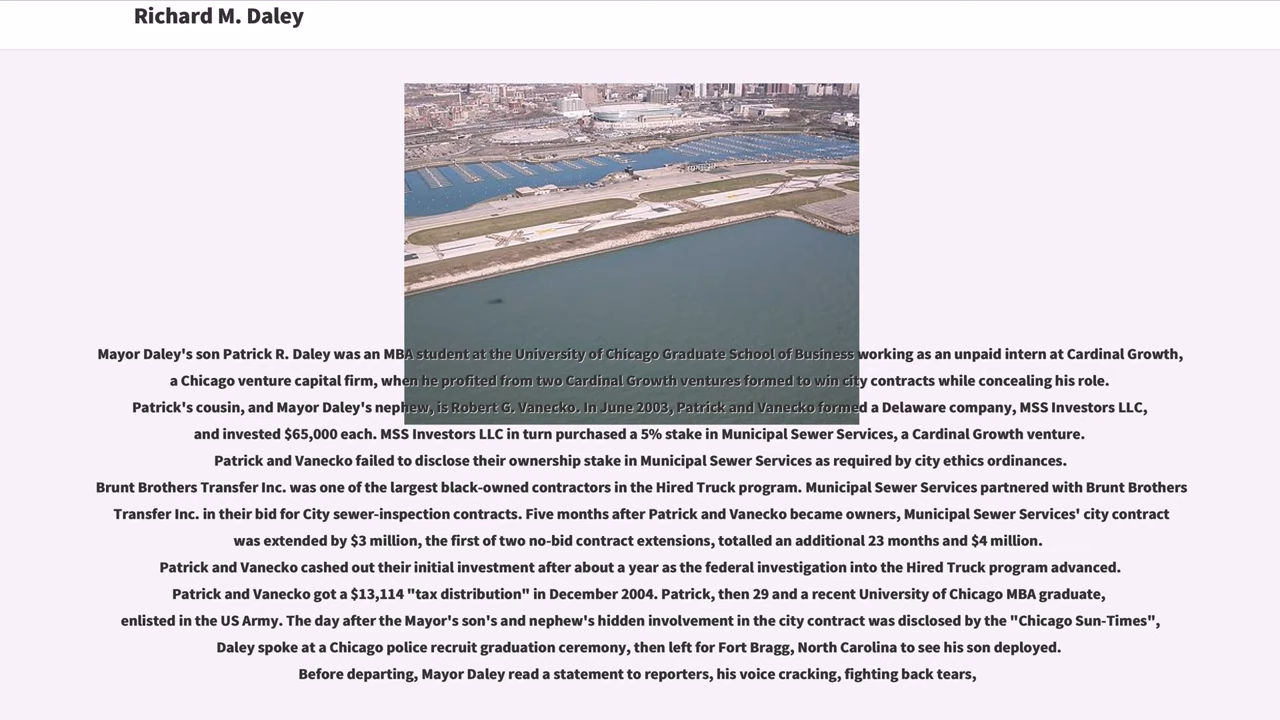 Richard M. Daley
Mayor Daley's son Patrick R. Daley was an MBA student at the University of Chicago Graduate School of Business working as an unpaid intern at Cardinal Growth,
a Chicago venture capital firm, when he profited from two Cardinal Growth ventures formed to win city contracts while concealing his role.
Patrick's cousin, and Mayor Daley's nephew, is Robert G. Vanecko. In June 2003, Patrick and Vanecko formed a Delaware company, MSS Investors LLC,
and invested $65,000 each. MSS Investors LLC in turn purchased a 5% stake in Municipal Sewer Services, a Cardinal Growth venture.
Patrick and Vanecko failed to disclose their ownership stake in Municipal Sewer Services as required by city ethics ordinances.
Brunt Brothers Transfer Inc. was one of the largest black-owned contractors in the Hired Truck program. Municipal Sewer Services partnered with Brunt Brothers
Transfer Inc. in their bid for City sewer-inspection contracts. Five months after Patrick and Vanecko became owners, Municipal Sewer Services' city contract
was extended by $3 million, the first of two no-bid contract extensions, totalled an additional 23 months and $4 million.
Patrick and Vanecko cashed out their initial investment after about a year as the federal investigation into the Hired Truck program advanced.
Patrick and Vanecko got a $13,114 "tax distribution" in December 2004. Patrick, then 29 and a recent University of Chicago MBA graduate,
enlisted in the US Army. The day after the Mayor's son's and nephew's hidden involvement in the city contract was disclosed by the "Chicago Sun-Times",
Daley spoke at a Chicago police recruit graduation ceremony, then left for Fort Bragg, North Carolina to see his son deployed.
Before departing, Mayor Daley read a statement to reporters, his voice cracking, fighting back tears,